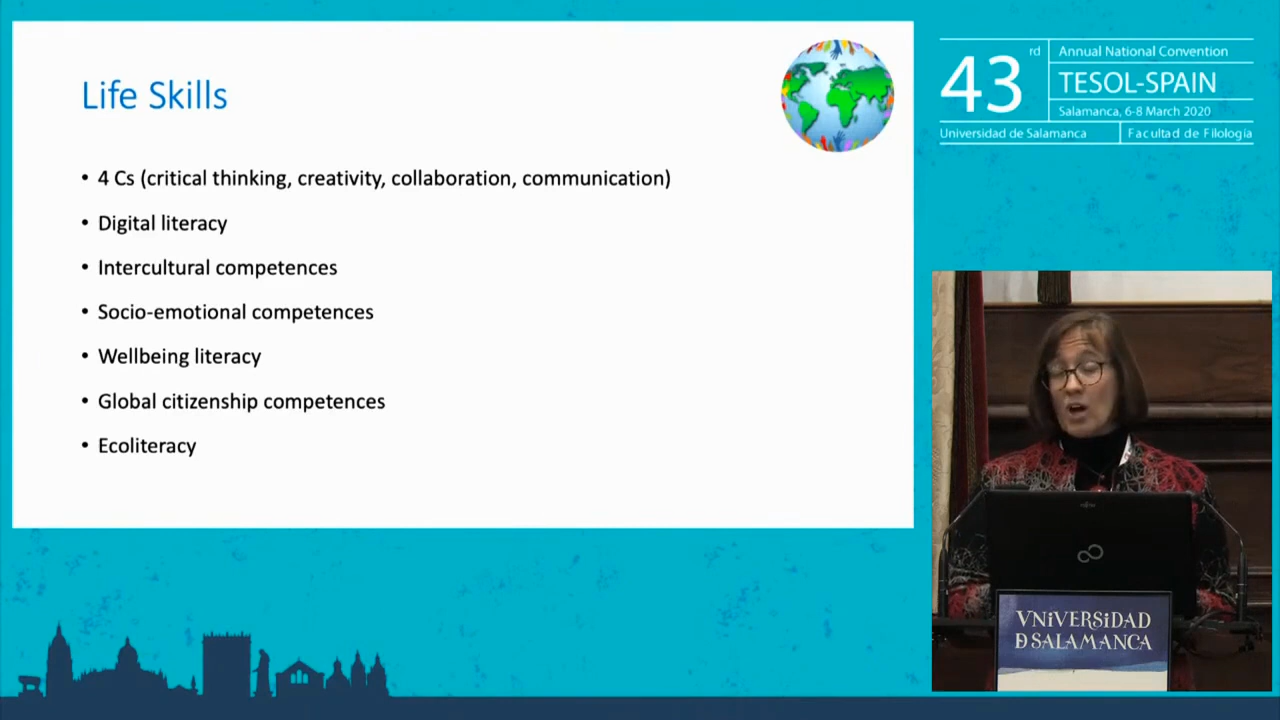 Life Skills
• 4 Cs (critical thinking, creativity, collaboration, communication)
• Digital literacy
• Intercultural competences
• Socio-emotional competences
• Wellbeing literacy
• Global citizenship competences
• Ecoliteracy
43rd
Annual National Convention
TESOL-SPAIN
Salamanca, 6-8 March 2020
Universidad de Salamanca
Facultad de Filología
VNiVERSiDAD
D SALAMANCA